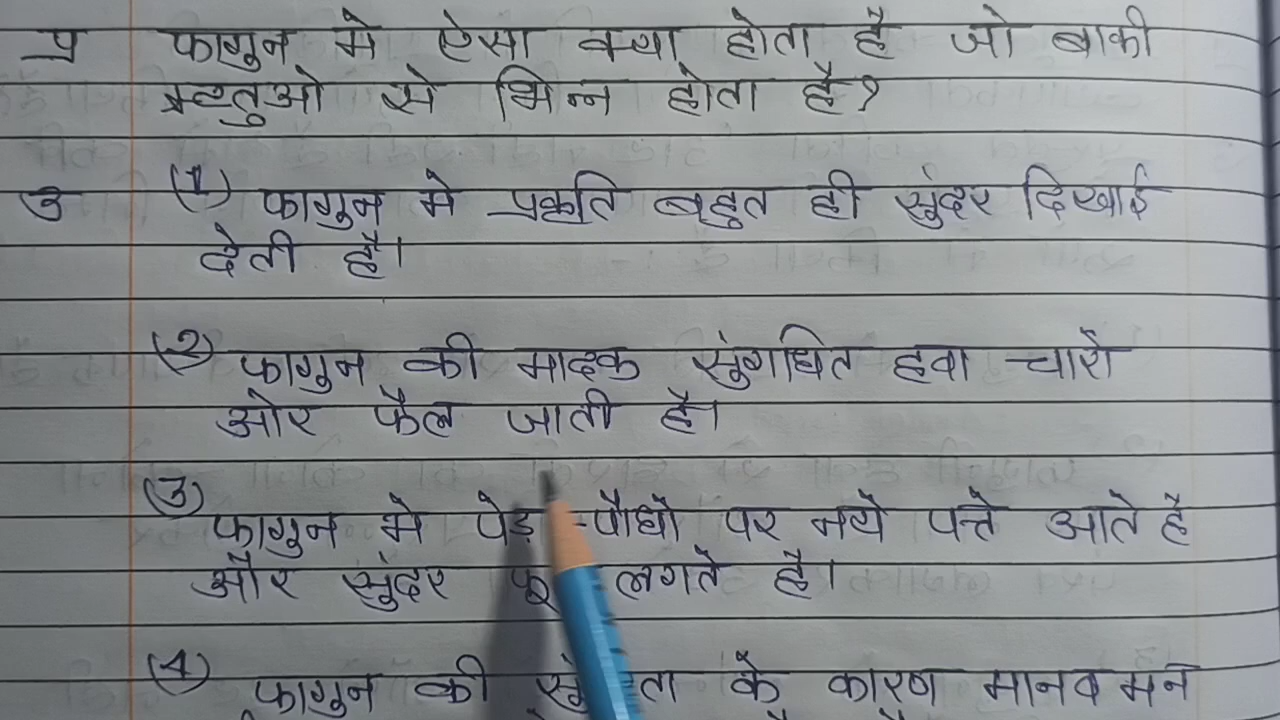 प्र फागुन मे ऐसा क्या होता है जो बाकी
ऋतुओ से भिन्न होता है?
उ (1) फागुन मे प्रकृति बहुत ही सुंदर दिखाई
देती है।
(2) फागुन की मादक सुंगधित हवा चारो
ओर फैल जाती है।
(3)
फागुन मे पेड़-पौधों पर नये पत्ते आते है
और सुंदर लगते है।
(4) फागुन की के कारण मानव मन